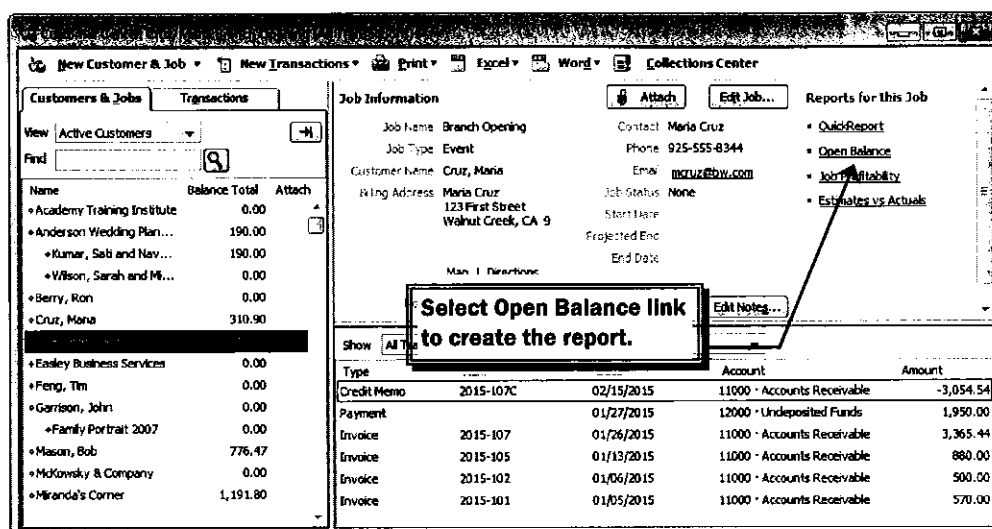 New Customer & Job ▾ New Transactions ▾ Print ▾ Excel ▾ Word ▾ Collections Center
Customers & Jobs Transactions
View Active Customers
Find
Name Balance Total Attach
Academy Training Institute 0.00
Anderson Wedding Plan... 190.00
Kumar, Sati and Nav... 190.00
Wilson, Sarah and Mi... 0.00
Berry, Ron 0.00
Cruz, Maria 310.90
Easley Business Services 0.00
Feng, Tim 0.00
Garrison, John 0.00
Family Portrait 2007 0.00
Mason, Bob 776.47
McKowsky & Company 0.00
Miranda's Corner 1,191.80
Job Information Attach Edit Job...
Job Name Branch Opening
Job Type Event
Customer Name Cruz, Maria
Billing Address Maria Cruz
123 First Street
Walnut Creek, CA 9
Map | Directions
Contact Maria Cruz
Phone 925-555-8344
Email mcruz@bw.com
Job Status None
Start Date
Projected End
End Date
Edit Notes...
Reports for this Job
QuickReport
Open Balance
Job Profitability
Estimates vs Actuals
Select Open Balance link
to create the report.
Show
Type Account Amount
Credit Memo 2015-107C 02/15/2015 11000 · Accounts Receivable -3,054.54
Payment 01/27/2015 12000 · Undeposited Funds 1,950.00
Invoice 2015-107 01/26/2015 11000 · Accounts Receivable 3,365.44
Invoice 2015-105 01/13/2015 11000 · Accounts Receivable 880.00
Invoice 2015-102 01/06/2015 11000 · Accounts Receivable 500.00
Invoice 2015-101 01/05/2015 11000 · Accounts Receivable 570.00